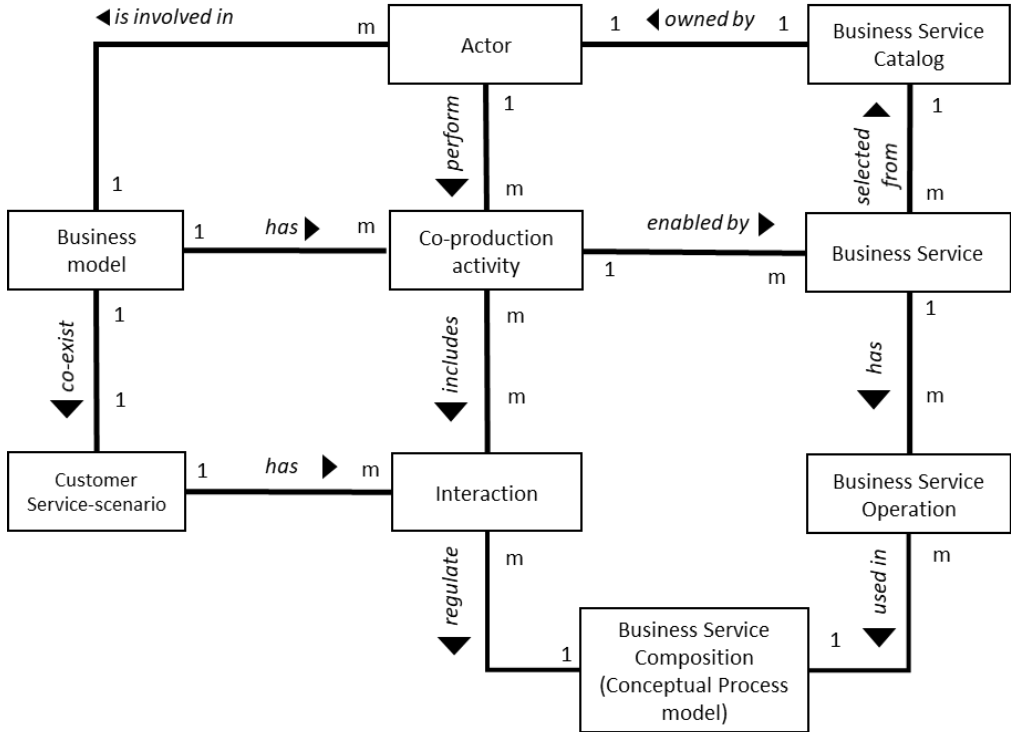 is involved in
m
Actor
1
owned by
1
Business Service
Catalog
1
perform
m
1
selected
from
m
1
Business
model
1
has
m
Co-production
activity
enabled by
1
m
Business Service
1
co-exist
1
m
includes
m
1
has
m
Customer
Service-scenario
1
has
m
Interaction
Business Service
Operation
regulate
m
1
Business Service
Composition
(Conceptual Process
model)
1
used in
m